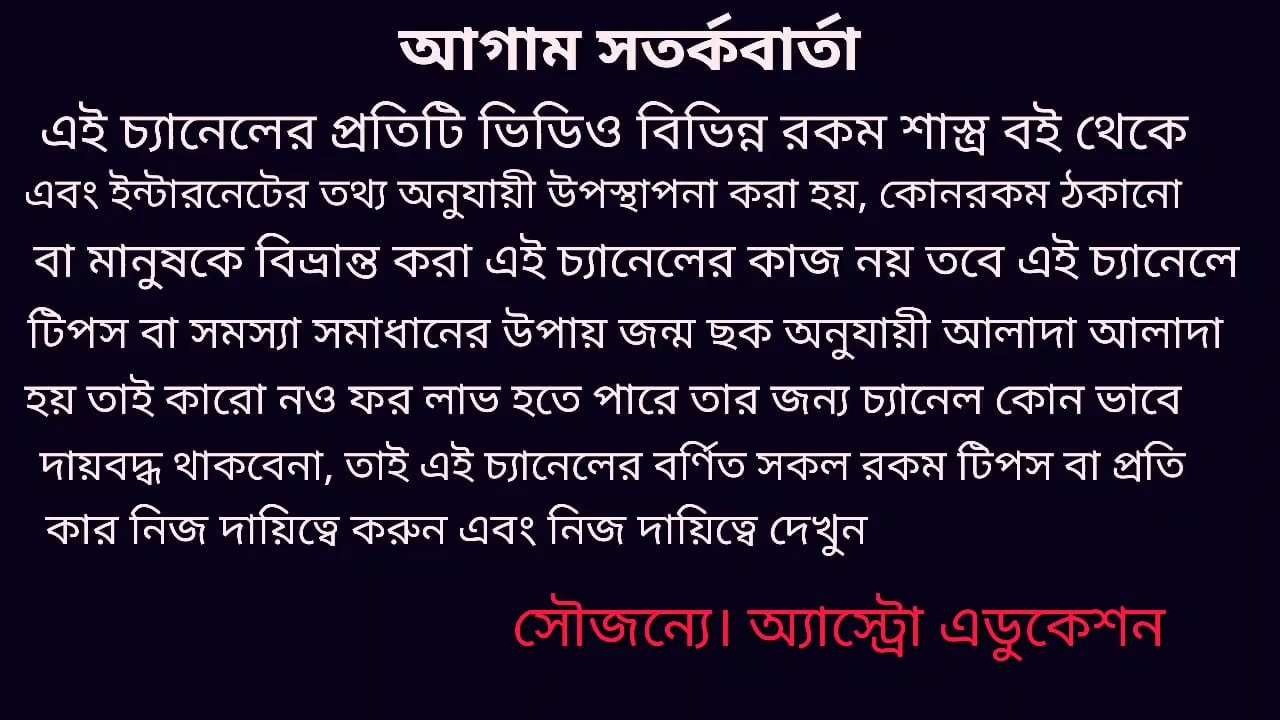 আগাম সতর্কবার্তা
এই চ্যানেলের প্রতিটি ভিডিও বিভিন্ন রকম শাস্ত্র বই থেকে
এবং ইন্টারনেটের তথ্য অনুযায়ী উপস্থাপনা করা হয়, কোনরকম ঠকানো
বা মানুষকে বিভ্রান্ত করা এই চ্যানেলের কাজ নয় তবে এই চ্যানেলে
টিপস বা সমস্যা সমাধানের উপায় জন্ম ছক অনুযায়ী আলাদা আলাদা
হয় তাই কারো নও ফর লাভ হতে পারে তার জন্য চ্যানেল কোন ভাবে
দায়বদ্ধ থাকবেনা, তাই এই চ্যানেলের বর্ণিত সকল রকম টিপস বা প্রতি
কার নিজ দায়িত্বে করুন এবং নিজ দায়িত্বে দেখুন
সৌজন্যে। অ্যাস্ট্রো এডুকেশন